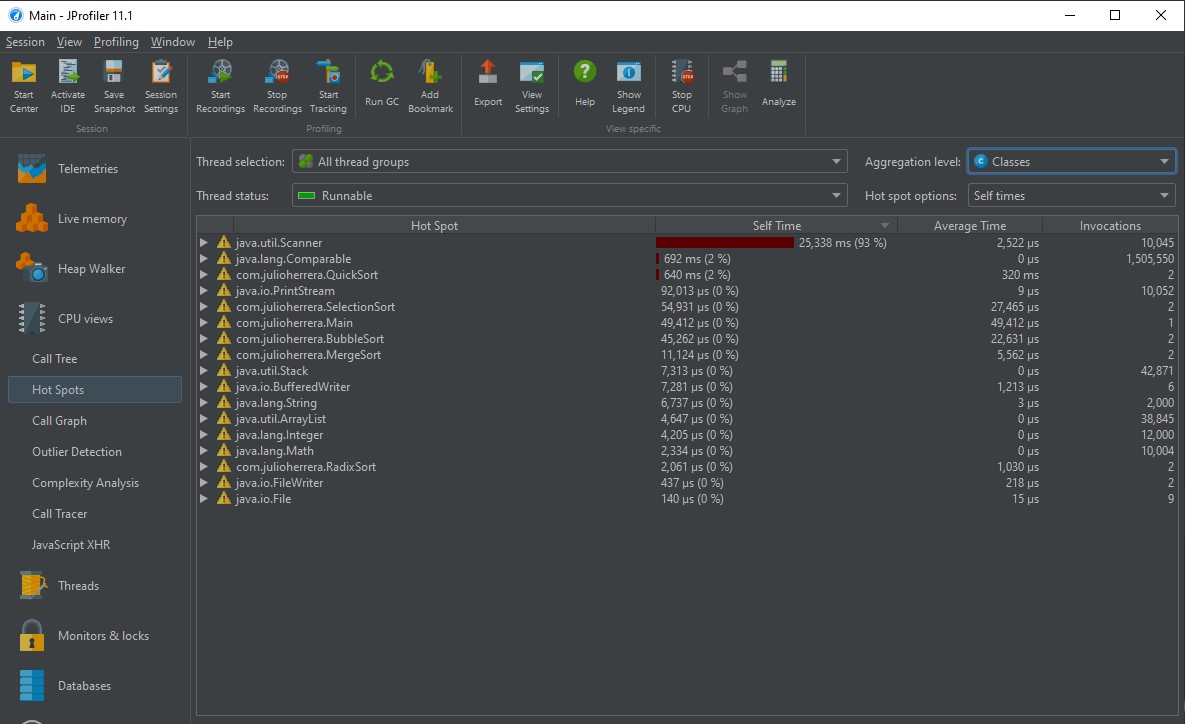 Main - JProfiler 11.1
Session View Profiling Window Help
Start Center
Activate IDE
Save Snapshot
Session Settings
Start Recordings
Stop Recordings
Start Tracking
Run GC
Add Bookmark
Export
View Settings
Help
Show Legend
Stop CPU
Show Graph
Analyze
Session
Profiling
View specific
Telemetries
Live memory
Heap Walker
CPU views
Call Tree
Hot Spots
Call Graph
Outlier Detection
Complexity Analysis
Call Tracer
JavaScript XHR
Threads
Monitors & locks
Databases
Thread selection: All thread groups Aggregation level: Classes
Thread status: Runnable Hot spot options: Self times
Hot Spot Self Time Average Time Invocations
java.util.Scanner 25,338 ms (93 %) 2,522 µs 10,045
java.lang.Comparable 692 ms (2 %) 0 µs 1,505,550
com.julioherrera.QuickSort 640 ms (2 %) 320 ms 2
java.io.PrintStream 92,013 µs (0 %) 9 µs 10,052
com.julioherrera.SelectionSort 54,931 µs (0 %) 27,465 µs 2
com.julioherrera.Main 49,412 µs (0 %) 49,412 µs 1
com.julioherrera.BubbleSort 45,262 µs (0 %) 22,631 µs 2
com.julioherrera.MergeSort 11,124 µs (0 %) 5,562 µs 2
java.util.Stack 7,313 µs (0 %) 0 µs 42,871
java.io.BufferedWriter 7,281 µs (0 %) 1,213 µs 6
java.lang.String 6,737 µs (0 %) 3 µs 2,000
java.util.ArrayList 4,647 µs (0 %) 0 µs 38,845
java.lang.Integer 4,205 µs (0 %) 0 µs 12,000
java.lang.Math 2,334 µs (0 %) 0 µs 10,004
com.julioherrera.RadixSort 2,061 µs (0 %) 1,030 µs 2
java.io.FileWriter 437 µs (0 %) 218 µs 2
java.io.File 140 µs (0 %) 15 µs 9